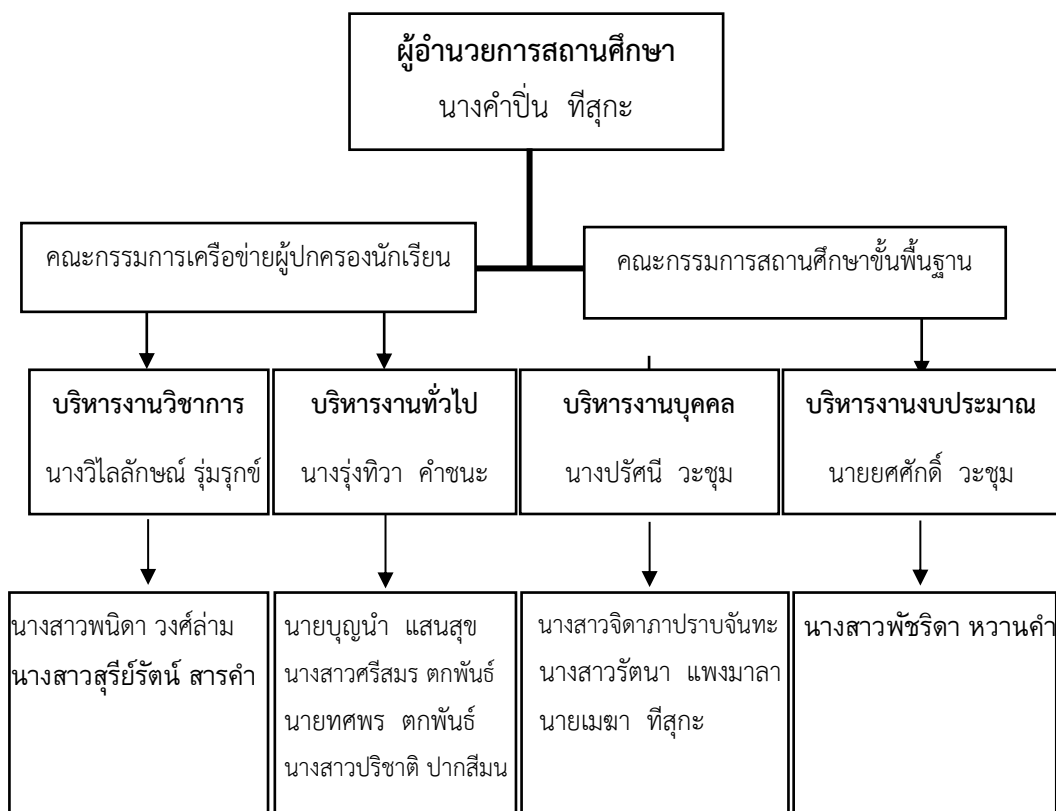 ผู้อำนวยการสถานศึกษา
นางคำปิ่น ทีสุกะ
คณะกรรมการเครือข่ายผู้ปกครองนักเรียน
คณะกรรมการสถานศึกษาขั้นพื้นฐาน
บริหารงานวิชาการ
นางวิไลลักษณ์ รุ่มรุกข์
บริหารงานทั่วไป
นางรุ่งทิวา คำชนะ
บริหารงานบุคคล
นางปรัศนี วะชุม
บริหารงานงบประมาณ
นายยศศักดิ์ วะชุม
นางสาวพนิดา วงศ์ล่าม
นางสาวสุรีย์รัตน์ สารคำ
นายบุญนำ แสนสุข
นางสาวศรีสมร ตกพันธ์
นายทศพร ตกพันธ์
นางสาวปริชาติ ปากสีมน
นางสาวจิดาภาปราบจันทะ
นางสาวรัตนา แพงมาลา
นายเมฆา ทีสุกะ
นางสาวพัชริดา หวานคำ